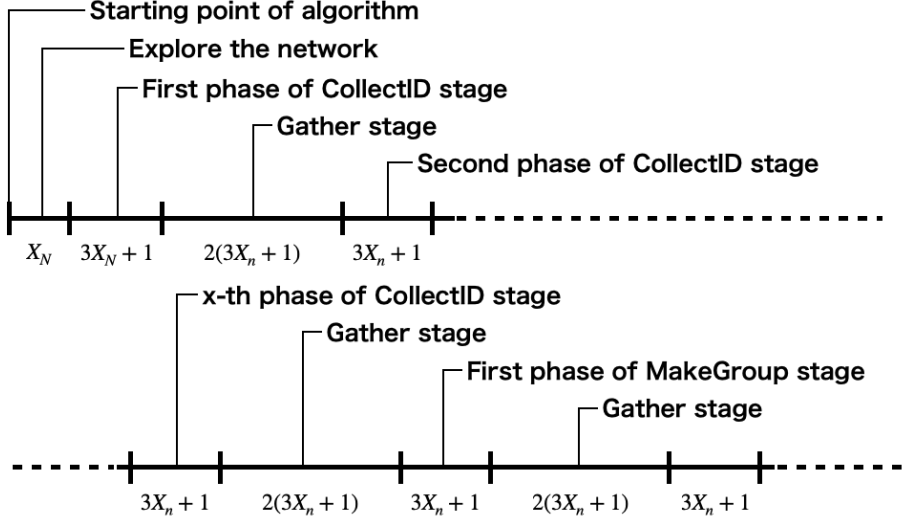 Starting point of algorithm
Explore the network
First phase of CollectID stage
Gather stage
Second phase of CollectID stage
X_N 3X_N + 1 2(3X_n + 1) 3X_n + 1
x-th phase of CollectID stage
Gather stage
First phase of MakeGroup stage
Gather stage
3X_n + 1 2(3X_n + 1) 3X_n + 1 2(3X_n + 1) 3X_n + 1